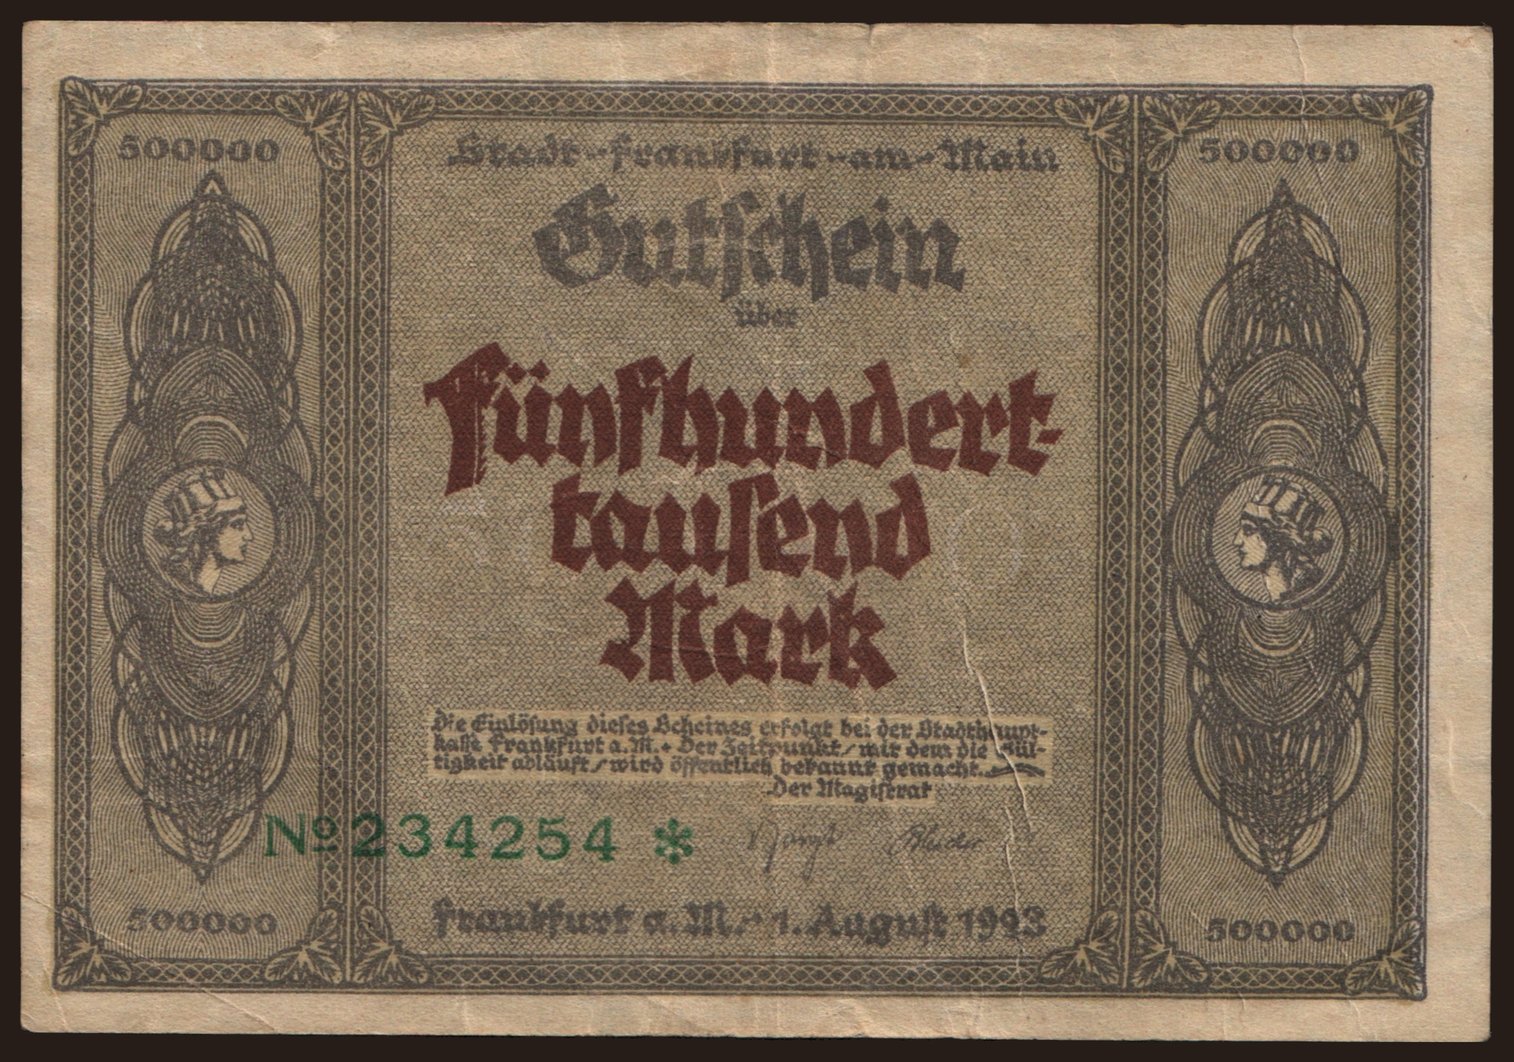 500000
500000
Stadt-Frankfurt-am-Main
Gutschein
über
Fünfhundert-
tausend
Mark
Die Einlösung dieses Scheines erfolgt bei der Stadthaupt-
kasse Frankfurt a. M. • Der Zeitpunkt / mit dem die Gül-
tigkeit abläuft / wird öffentlich bekannt gemacht.
Der Magistrat
Nº 234254 *
Frankfurt a. M. • 1. August 1923
500000
500000